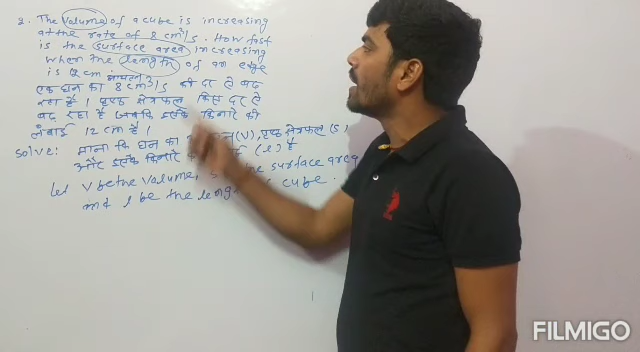 2. The volume of a cube is increasing
at the rate of 8 cm³/s. How fast
is the surface area increasing
when the length of an edge
is 12 cm
एक घन का 8 cm³/s की दर से बढ़
रहा है। पृष्ठ क्षेत्रफल किस दर से
बढ़ रहा है जबकि इसके किनारे की
लंबाई 12 cm है।
Solve: माना कि घन का (V), पृष्ठ क्षेत्रफल (S)
और इसके किनारे (l) है
Let V be the volume, S the surface area
and l be the leng cube.
FILMIGO